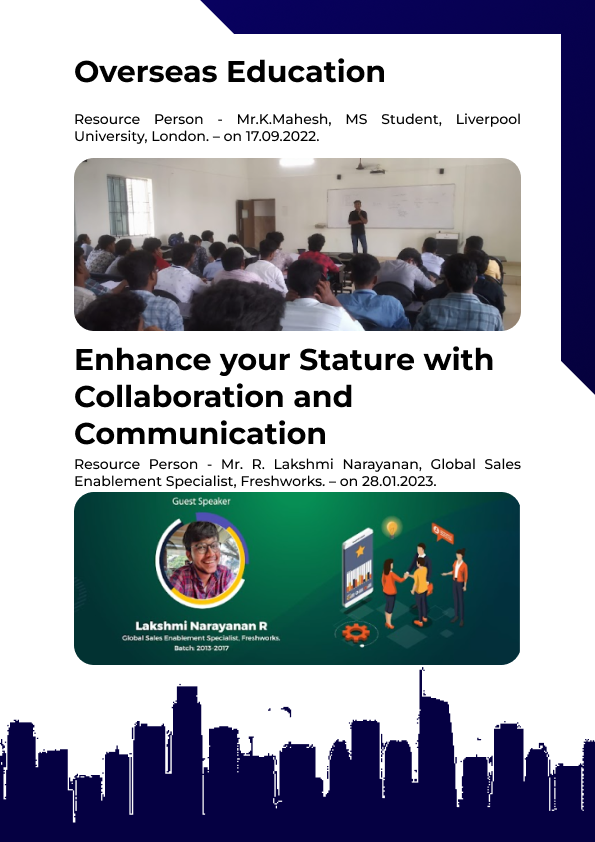 Overseas Education
Resource Person - Mr.K.Mahesh, MS Student, Liverpool
University, London. – on 17.09.2022.
Enhance your Stature with
Collaboration and
Communication
Resource Person - Mr. R. Lakshmi Narayanan, Global Sales
Enablement Specialist, Freshworks. – on 28.01.2023.
Guest Speaker
Lakshmi Narayanan R
Global Sales Enablement Specialist, Freshworks.
Batch: 2013-2017